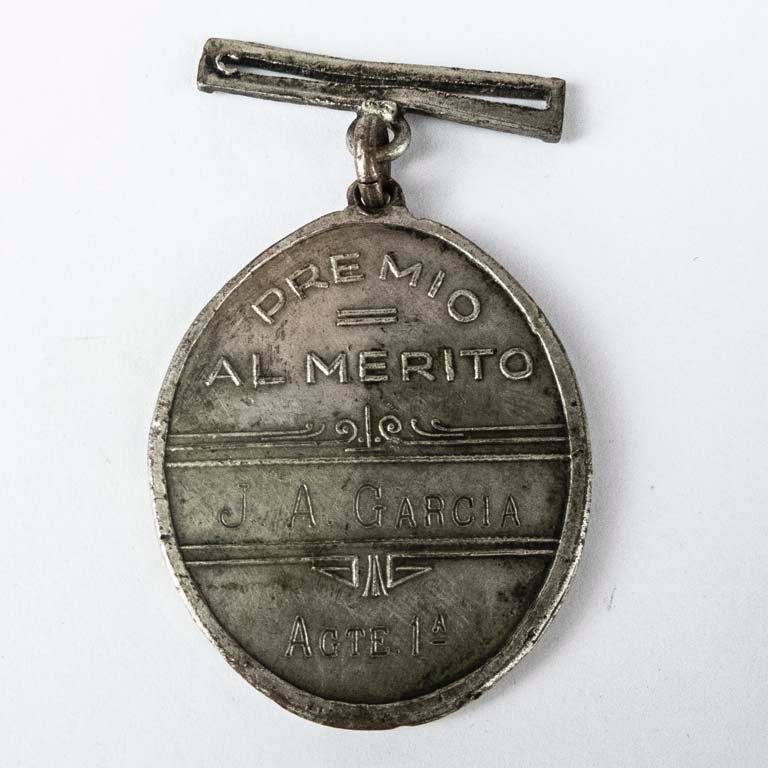 PREMIO
AL MERITO
J. A. GARCIA
AGTE. 1ª